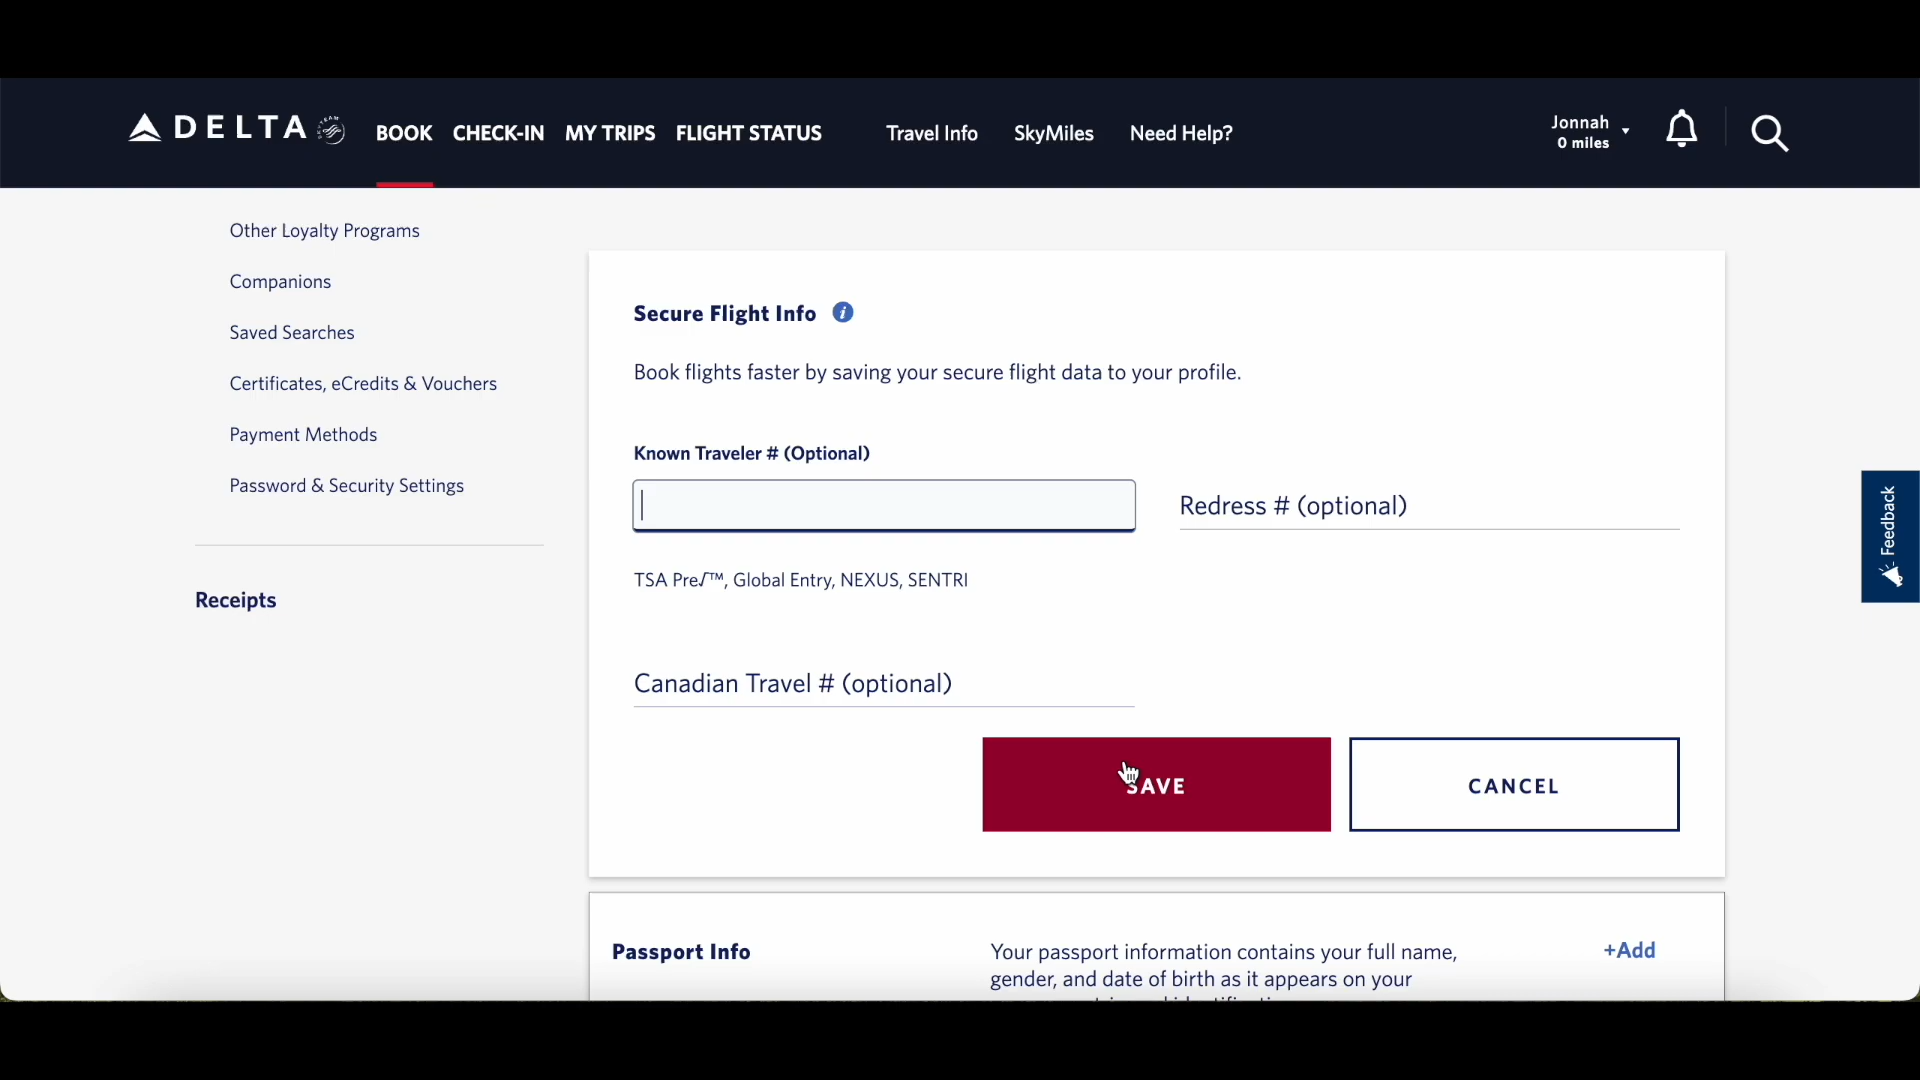 DELTA
BOOK CHECK-IN MY TRIPS FLIGHT STATUS Travel Info SkyMiles Need Help?
Jonnah
0 miles
Other Loyalty Programs
Companions
Saved Searches
Certificates, eCredits & Vouchers
Payment Methods
Password & Security Settings
Receipts
Secure Flight Info
Book flights faster by saving your secure flight data to your profile.
Known Traveler # (Optional)
Redress # (optional)
TSA Pre✓™, Global Entry, NEXUS, SENTRI
Canadian Travel # (optional)
SAVE
CANCEL
Passport Info
Your passport information contains your full name,
gender, and date of birth as it appears on your
+Add
Feedback